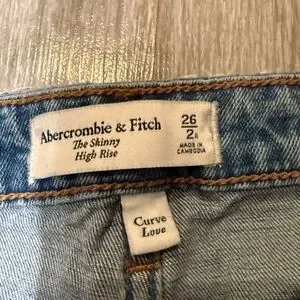 Abercrombie & Fitch
The Skinny
High Rise
26
2R
MADE IN
CAMBODIA
Curve
Love